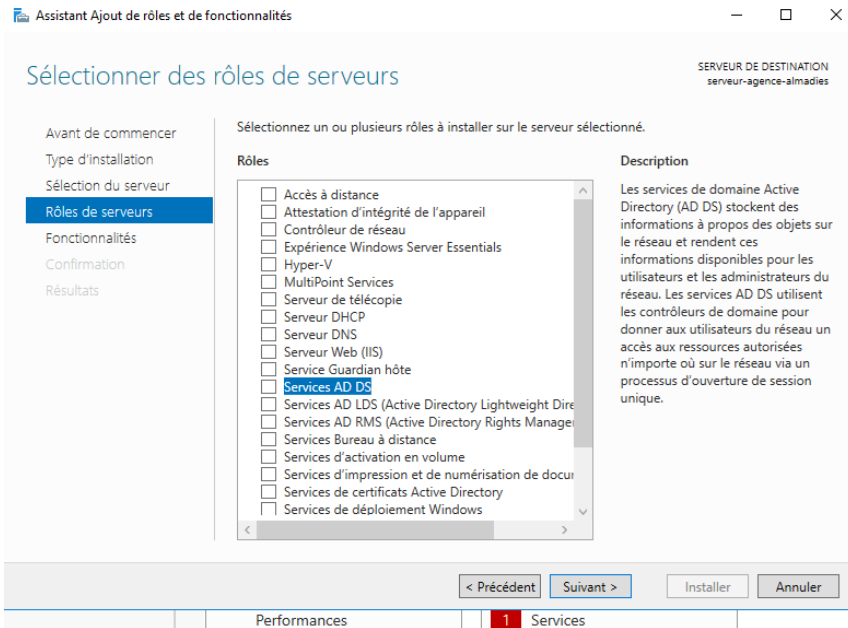 Assistant Ajout de rôles et de fonctionnalités
Sélectionner des rôles de serveurs
SERVEUR DE DESTINATION
serveur-agence-almadies
Avant de commencer
Type d'installation
Sélection du serveur
Rôles de serveurs
Fonctionnalités
Confirmation
Résultats
Sélectionnez un ou plusieurs rôles à installer sur le serveur sélectionné.
Rôles
Accès à distance
Attestation d'intégrité de l'appareil
Contrôleur de réseau
Expérience Windows Server Essentials
Hyper-V
MultiPoint Services
Serveur de télécopie
Serveur DHCP
Serveur DNS
Serveur Web (IIS)
Service Guardian hôte
Services AD DS
Services AD LDS (Active Directory Lightweight Dire
Services AD RMS (Active Directory Rights Manage
Services Bureau à distance
Services d'activation en volume
Services d'impression et de numérisation de docu
Services de certificats Active Directory
Services de déploiement Windows
Description
Les services de domaine Active
Directory (AD DS) stockent des
informations à propos des objets sur
le réseau et rendent ces
informations disponibles pour les
utilisateurs et les administrateurs du
réseau. Les services AD DS utilisent
les contrôleurs de domaine pour
donner aux utilisateurs du réseau un
accès aux ressources autorisées
n'importe où sur le réseau via un
processus d'ouverture de session
unique.
< Précédent
Suivant >
Installer
Annuler
Performances
1 Services